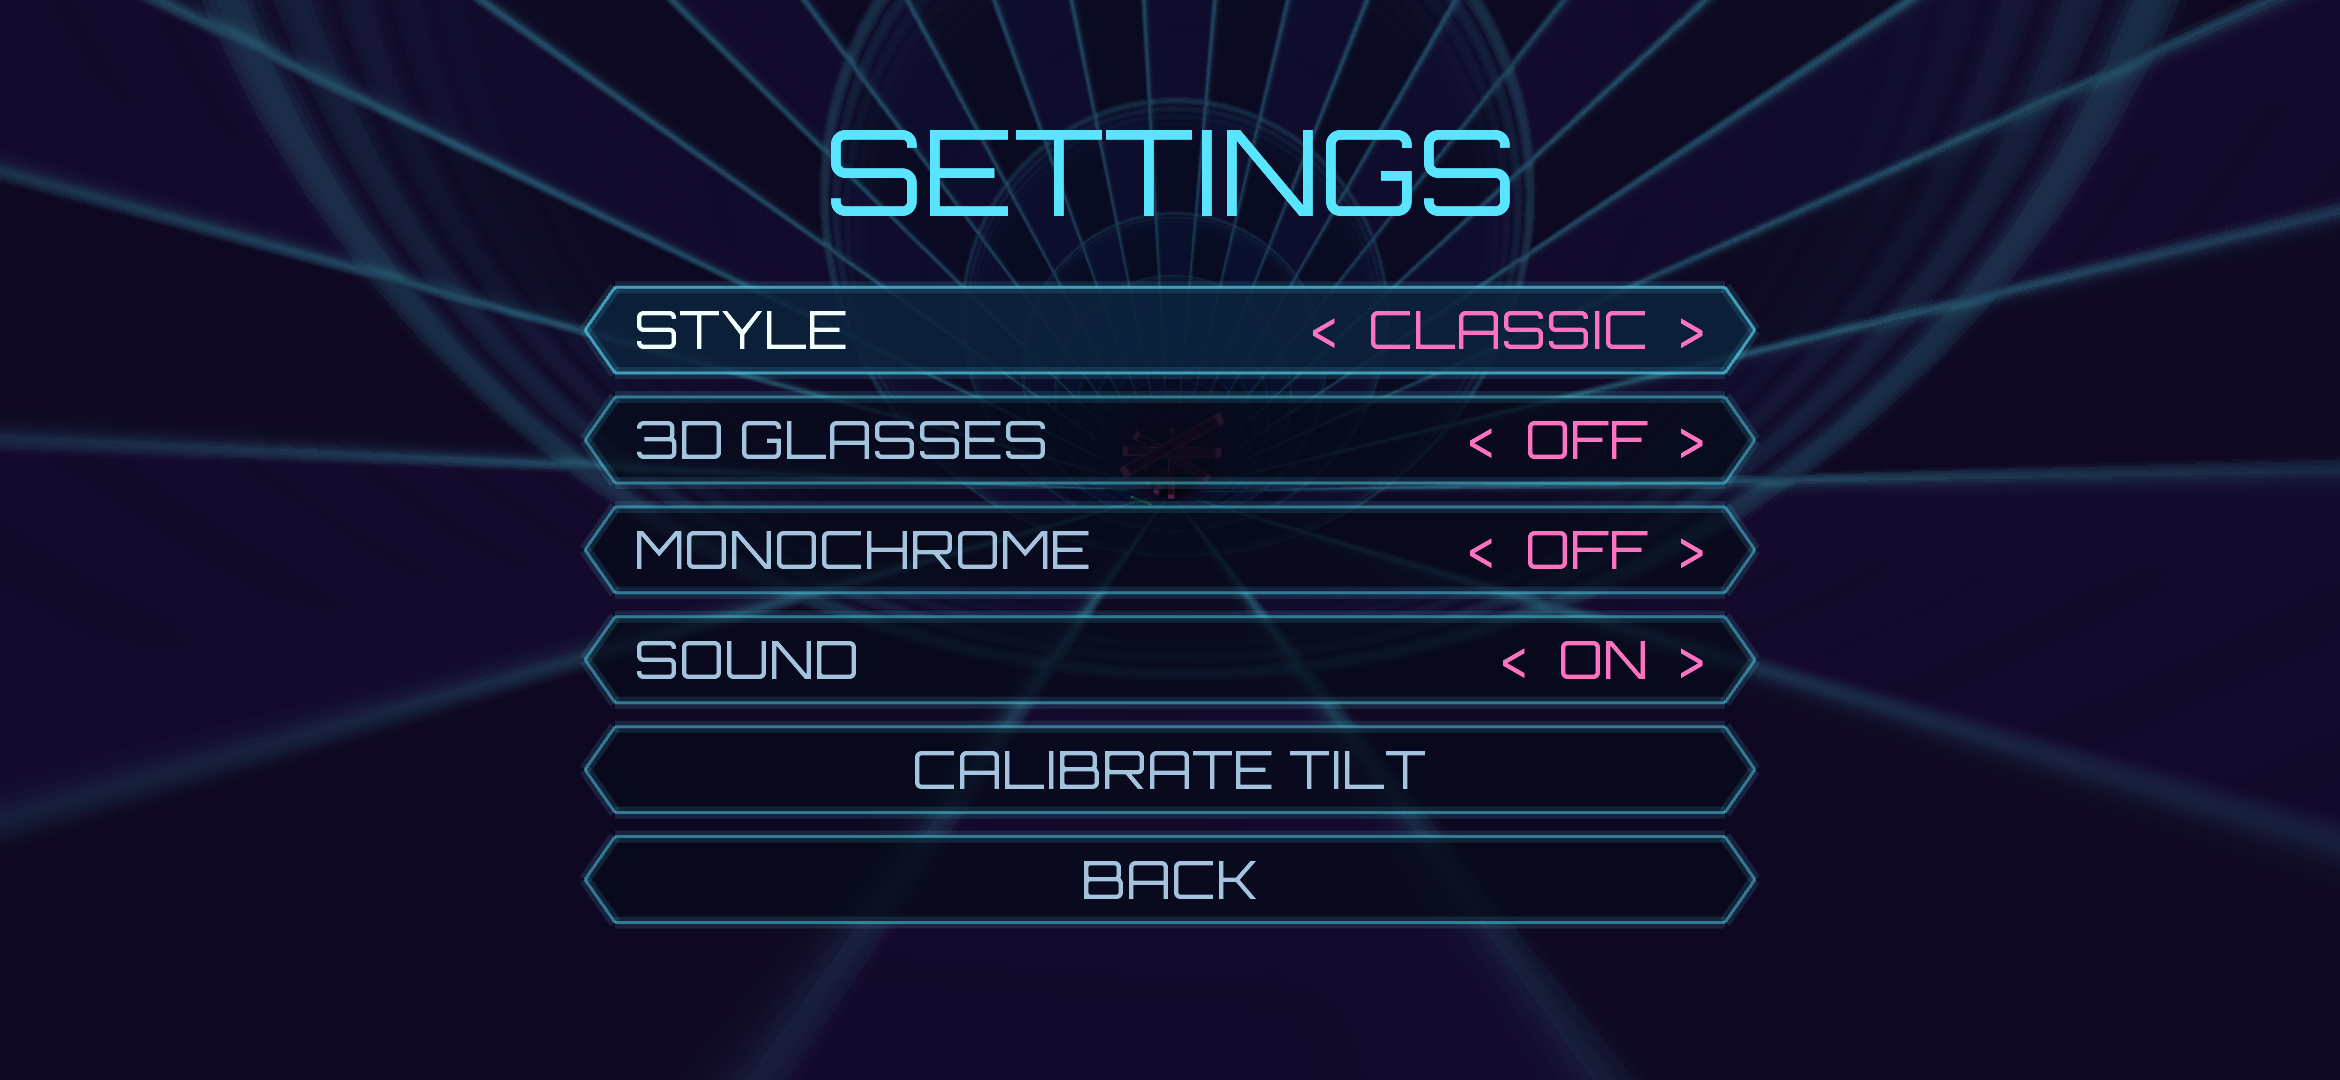 SETTINGS
STYLE < CLASSIC >
3D GLASSES < OFF >
MONOCHROME < OFF >
SOUND < ON >
CALIBRATE TILT
BACK